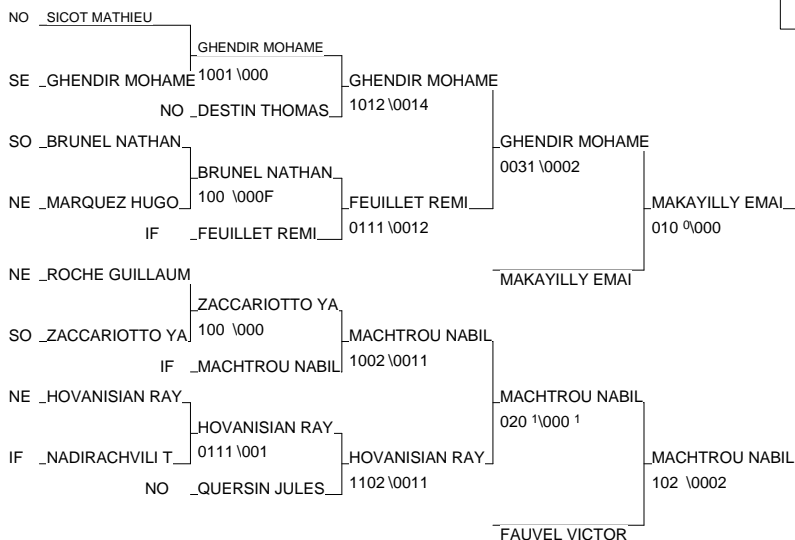 NO SICOT MATHIEU
GHENDIR MOHAME
SE GHENDIR MOHAME 1001 \000 GHENDIR MOHAME
NO DESTIN THOMAS 1012 \0014
SO BRUNEL NATHAN GHENDIR MOHAME
BRUNEL NATHAN 0031 \0002
NE MARQUEZ HUGO 100 \000F FEUILLET REMI MAKAYILLY EMAI
IF FEUILLET REMI 0111 \0012 010 0\000
NE ROCHE GUILLAUM MAKAYILLY EMAI
ZACCARIOTTO YA
SO ZACCARIOTTO YA 100 \000 MACHTROU NABIL
IF MACHTROU NABIL 1002 \0011
NE HOVANISIAN RAY MACHTROU NABIL
HOVANISIAN RAY 020 1\000 1
IF NADIRACHVILI T 0111 \001 HOVANISIAN RAY MACHTROU NABIL
NO QUERSIN JULES 1102 \0011 102 \0002
FAUVEL VICTOR